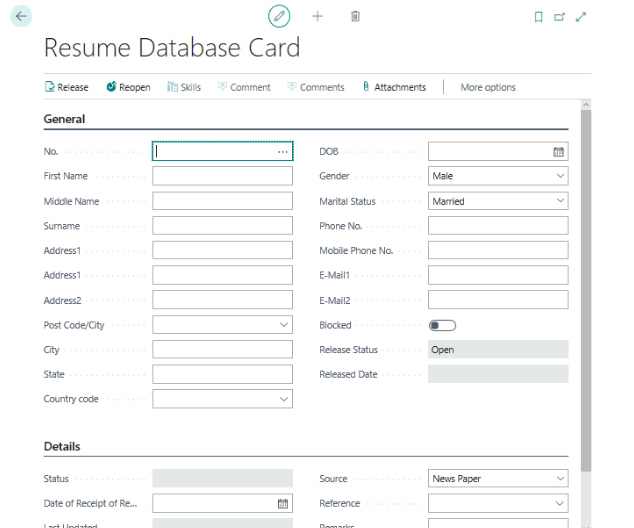 Resume Database Card
Release Reopen Skills Comment Comments Attachments More options
General
No.
First Name
Middle Name
Surname
Address1
Address1
Address2
Post Code/City
City
State
Country code
DOB
Gender Male
Marital Status Married
Phone No.
Mobile Phone No.
E-Mail1
E-Mail2
Blocked
Release Status Open
Released Date
Details
Status
Date of Receipt of Re...
Last Updated
Source News Paper
Reference
Remarks